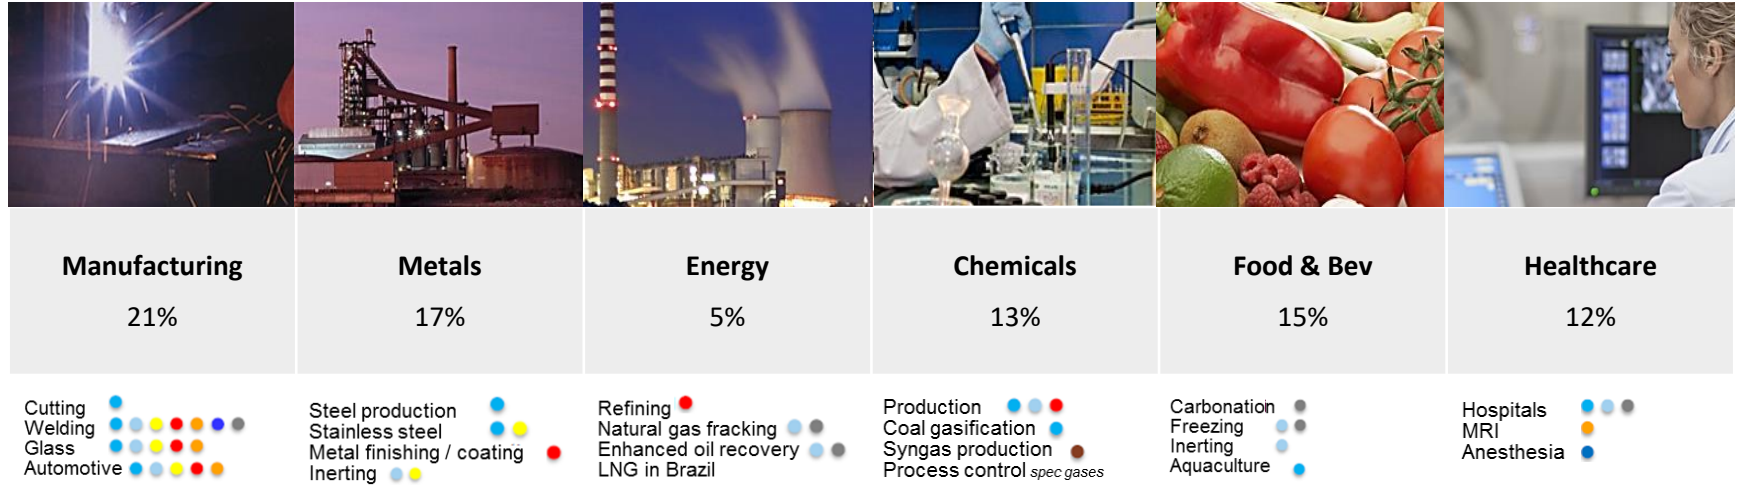 Manufacturing
21%
Cutting
Welding
Glass
Automotive
Metals
17%
Steel production
Stainless steel
Metal finishing / coating
Inerting
Energy
5%
Refining
Natural gas fracking
Enhanced oil recovery
LNG in Brazil
Chemicals
13%
Production
Coal gasification
Syngas production
Process control spec gases
Food & Bev
15%
Carbonation
Freezing
Inerting
Aquaculture
Healthcare
12%
Hospitals
MRI
Anesthesia